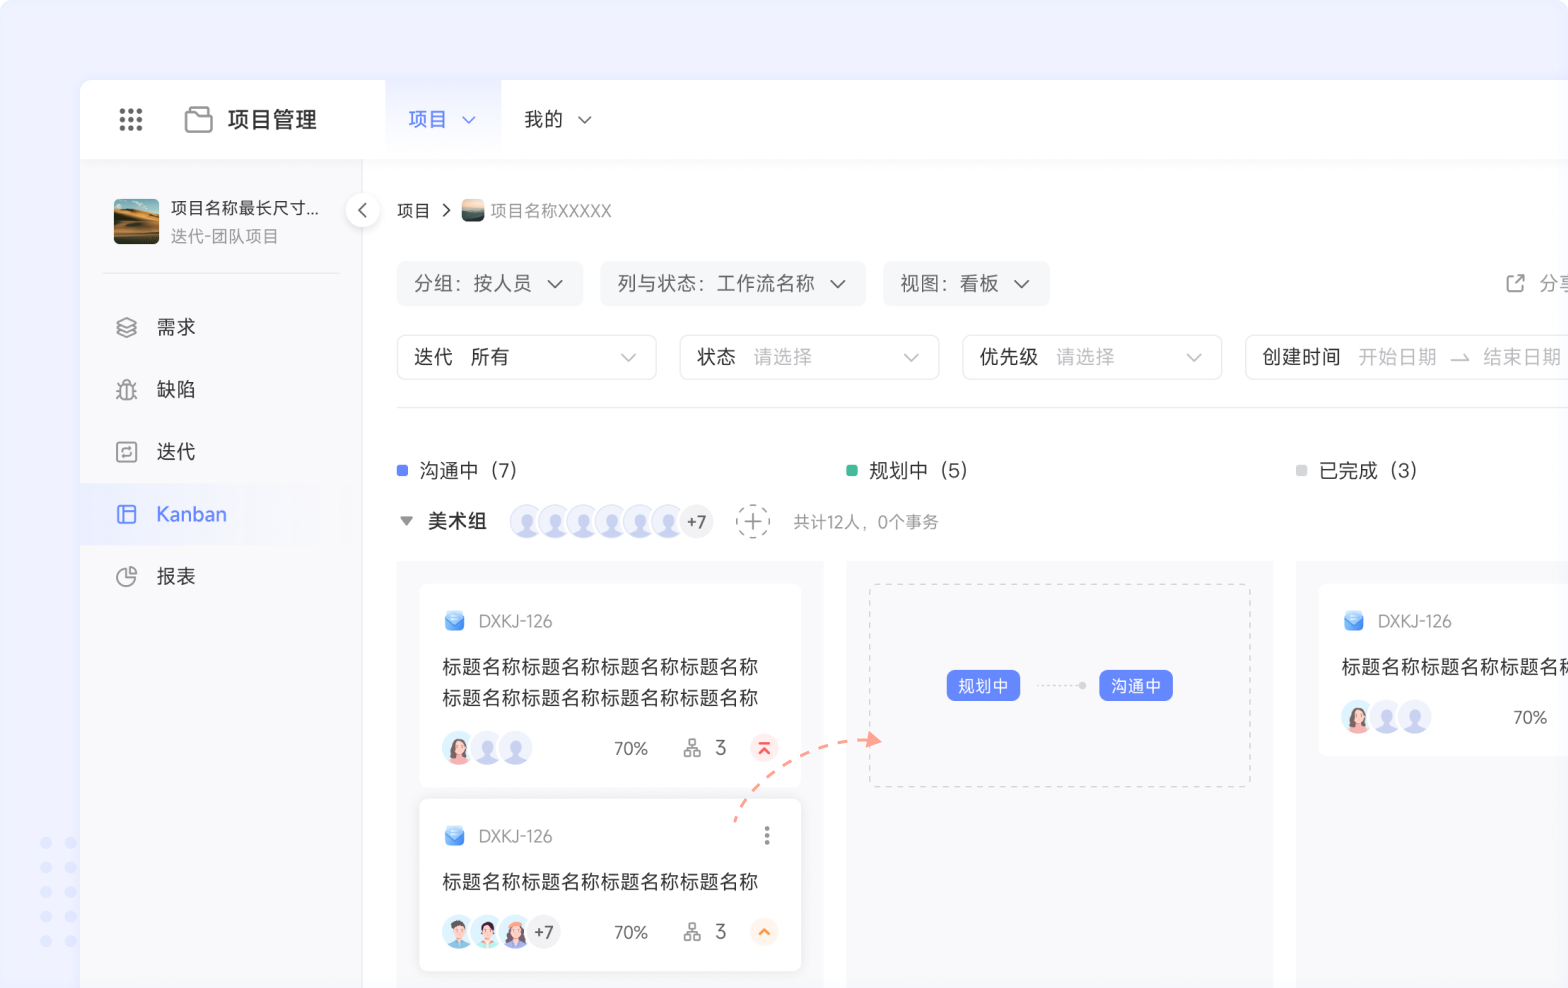 项目管理
项目
我的
项目名称最长尺寸...
迭代-团队项目
项目
项目名称XXXXX
分组：按人员
列与状态：工作流名称
视图：看板
分享
迭代 所有
状态 请选择
优先级 请选择
创建时间 开始日期 结束日期
需求
缺陷
迭代
Kanban
报表
沟通中（7）
规划中（5）
已完成（3）
美术组
+7
共计12人，0个事务
DXKJ-126
标题名称标题名称标题名称标题名称
标题名称标题名称标题名称标题名称
70%
3
规划中
沟通中
DXKJ-126
标题名称标题名称标题名称
70%
DXKJ-126
标题名称标题名称标题名称标题名称
+7
70%
3